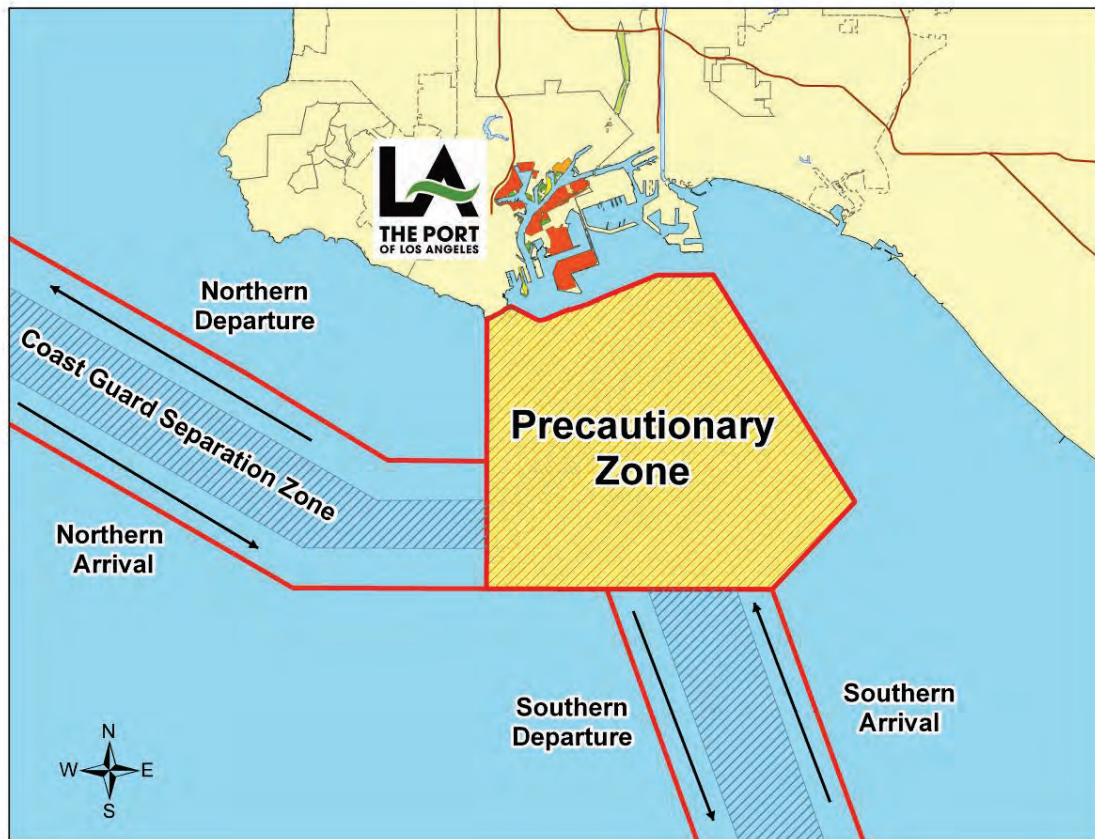 LA
THE PORT
OF LOS ANGELES
Northern
Departure
Coast Guard Separation Zone
Precautionary
Zone
Northern
Arrival
Southern
Departure
Southern
Arrival
N
W E
S